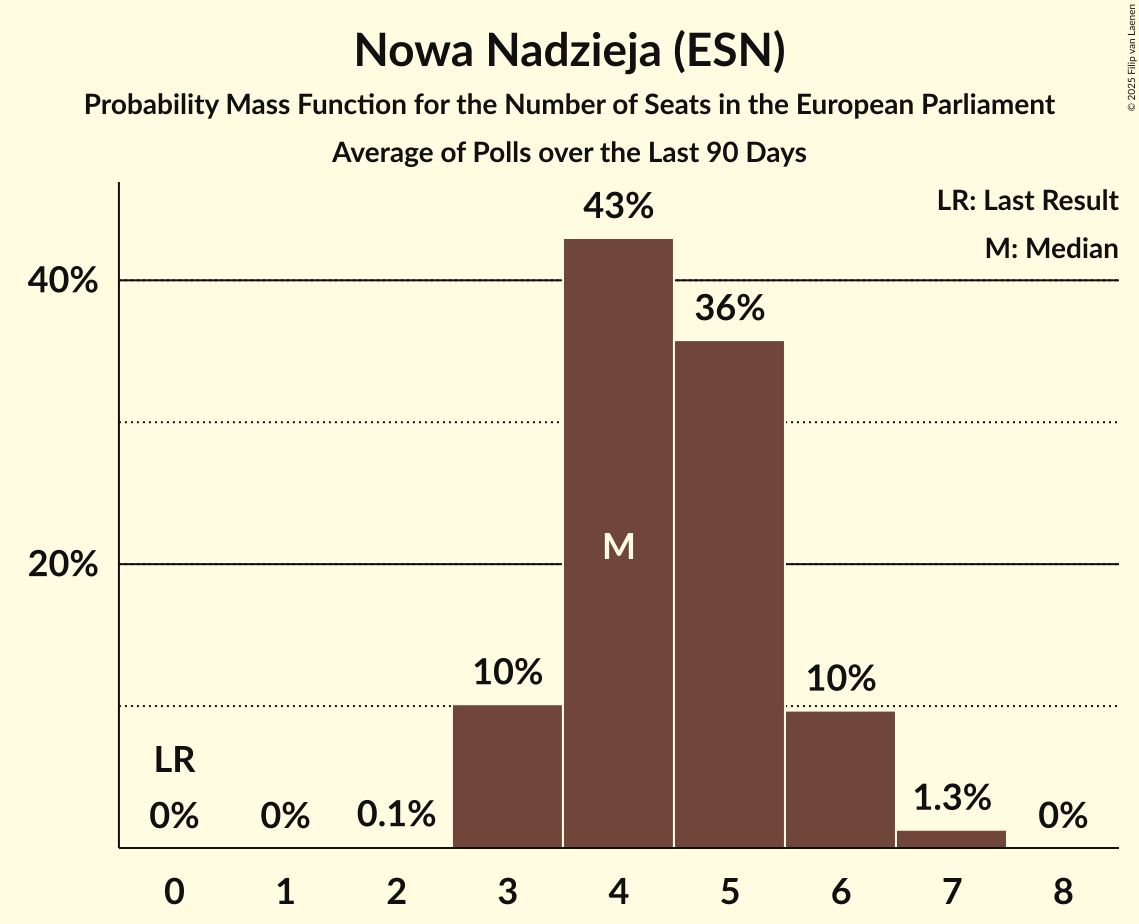 Nowa Nadzieja (ESN)
Probability Mass Function for the Number of Seats in the European Parliament
Average of Polls over the Last 90 Days
© 2025 Filip van Laenen
LR: Last Result
M: Median
43%
40%
36%
M
20%
10%
10%
LR
0%
0%
0.1%
1.3%
0%
0 1 2 3 4 5 6 7 8